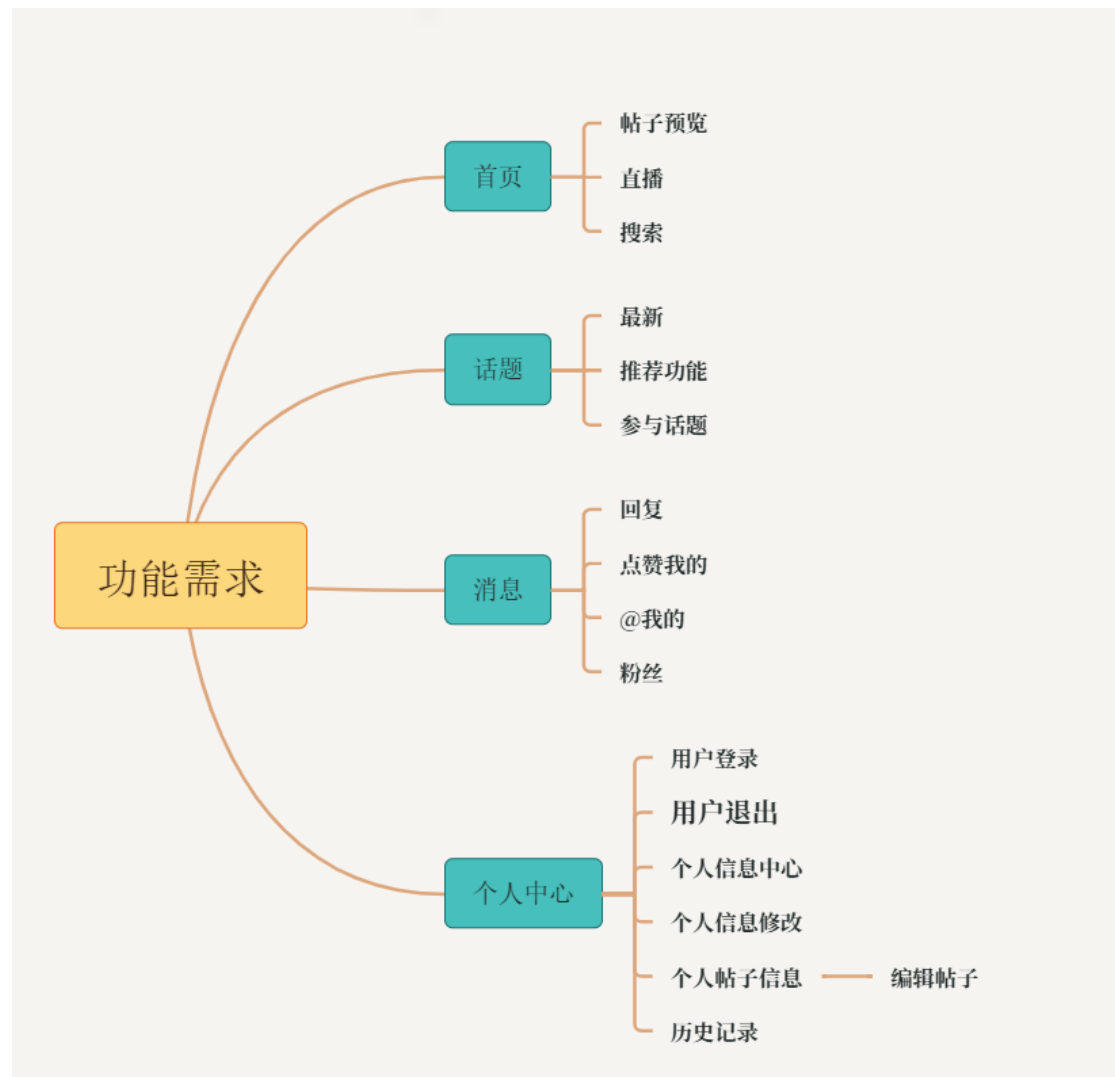 功能需求
首页
帖子预览
直播
搜索
话题
最新
推荐功能
参与话题
消息
回复
点赞我的
@我的
粉丝
个人中心
用户登录
用户退出
个人信息中心
个人信息修改
个人帖子信息
编辑帖子
历史记录